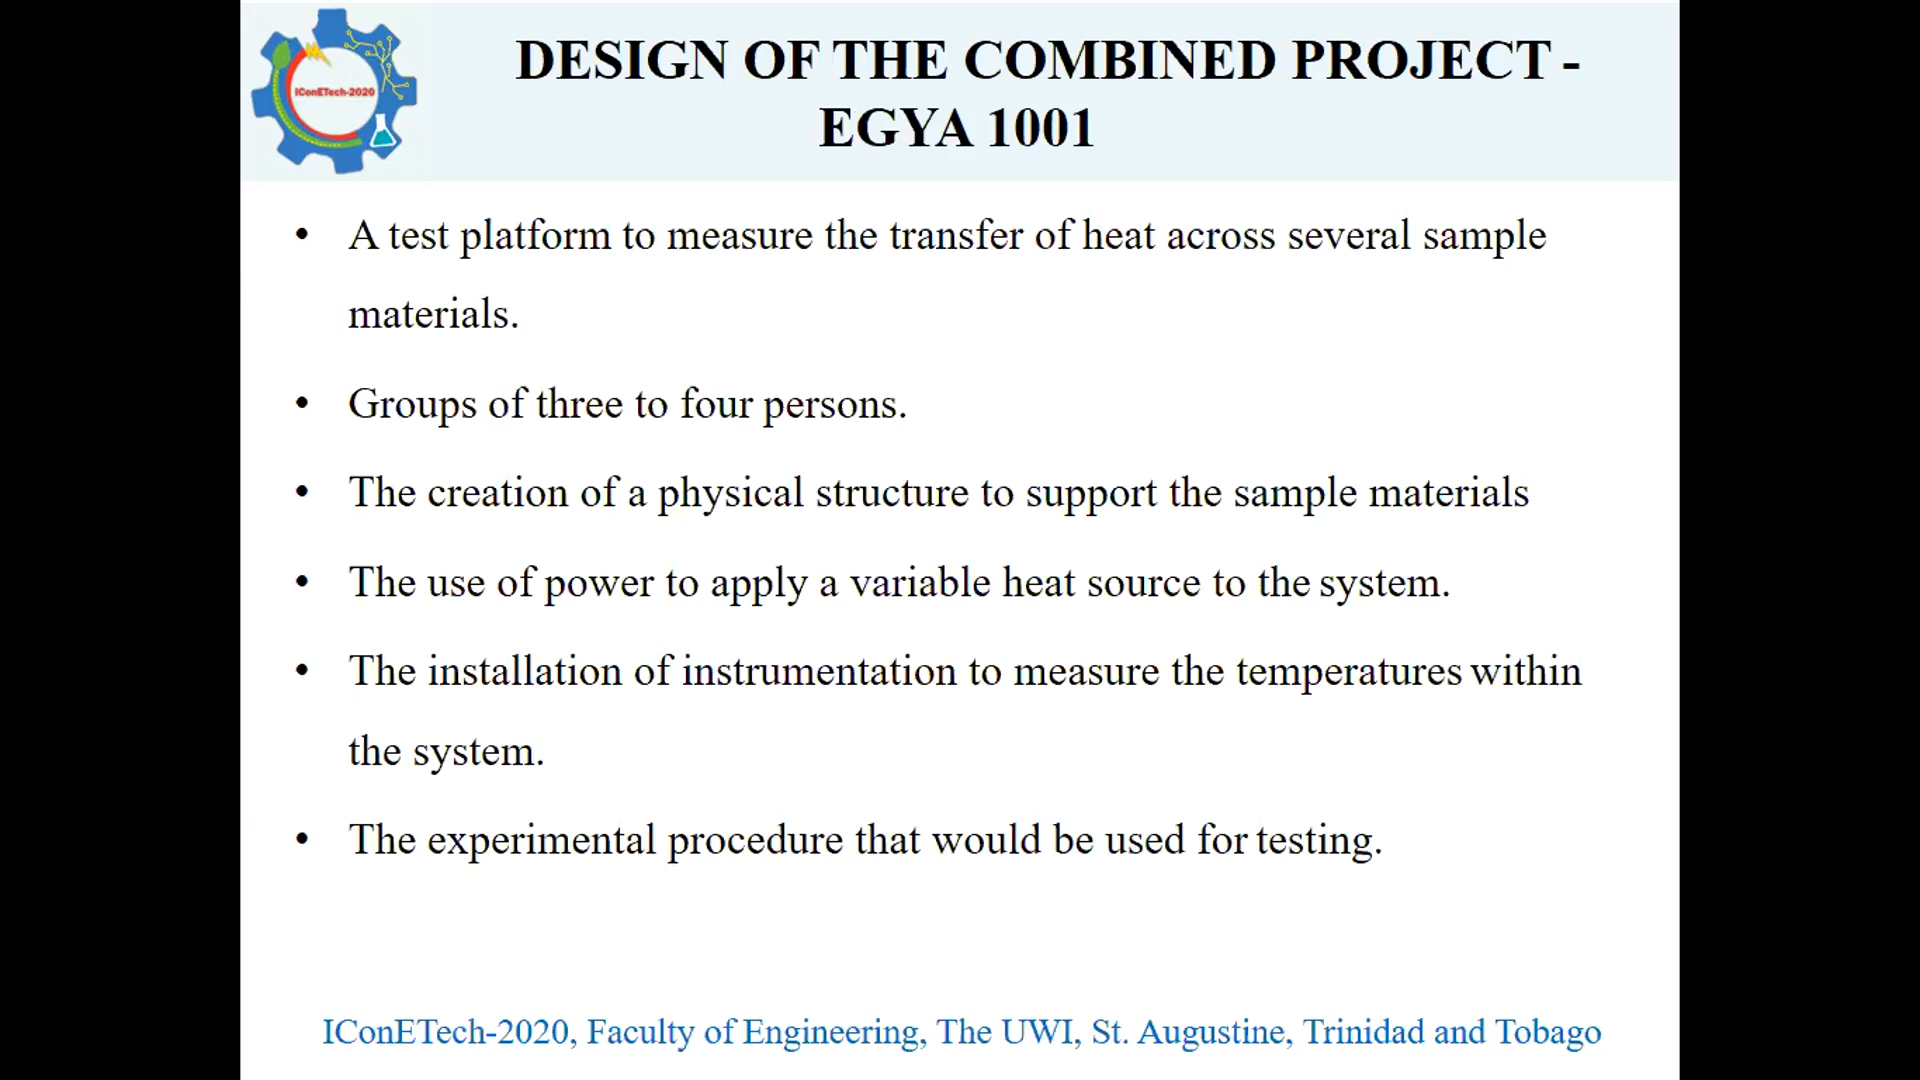 IConETech-2020
DESIGN OF THE COMBINED PROJECT -
EGYA 1001
• A test platform to measure the transfer of heat across several sample
materials.
• Groups of three to four persons.
• The creation of a physical structure to support the sample materials
• The use of power to apply a variable heat source to the system.
• The installation of instrumentation to measure the temperatures within
the system.
• The experimental procedure that would be used for testing.
IConETech-2020, Faculty of Engineering, The UWI, St. Augustine, Trinidad and Tobago